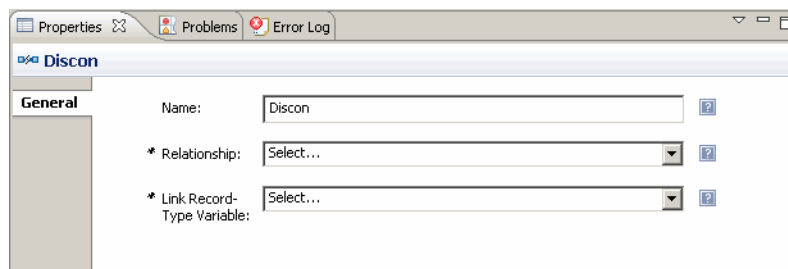 Properties Problems Error Log
Discon
General
Name: Discon
* Relationship: Select...
* Link Record-
Type Variable: Select...